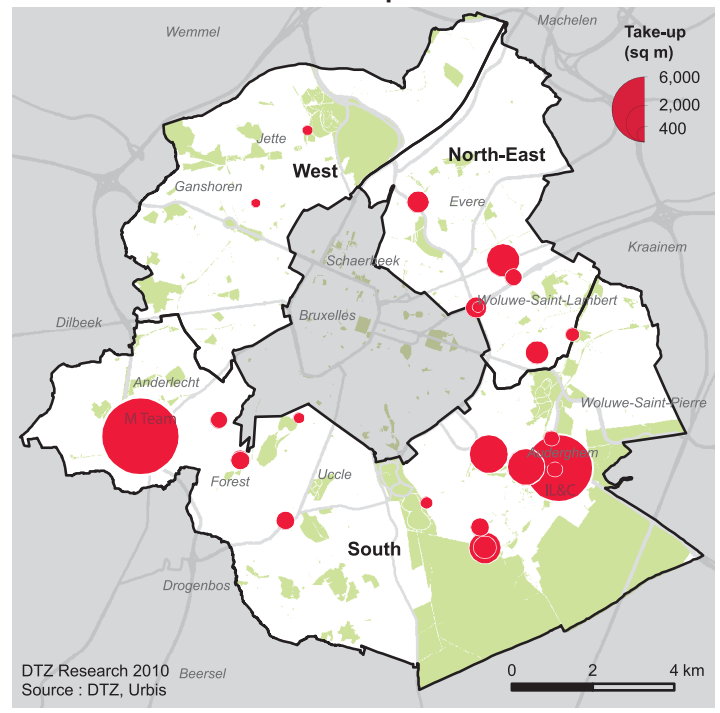 Wemmel
Machelen
Take-up
(sq m)
6,000
2,000
400
Jette
West
North-East
Ganshoren
Evere
Kraainem
Schaerbeek
Woluwe-Saint-Lambert
Bruxelles
Dilbeek
Anderlecht
Woluwe-Saint-Pierre
M Team
Auderghem
Uccle
Forest
IL&C
South
Drogenbos
DTZ Research 2010
Source : DTZ, Urbis
Beersel
0 2 4 km